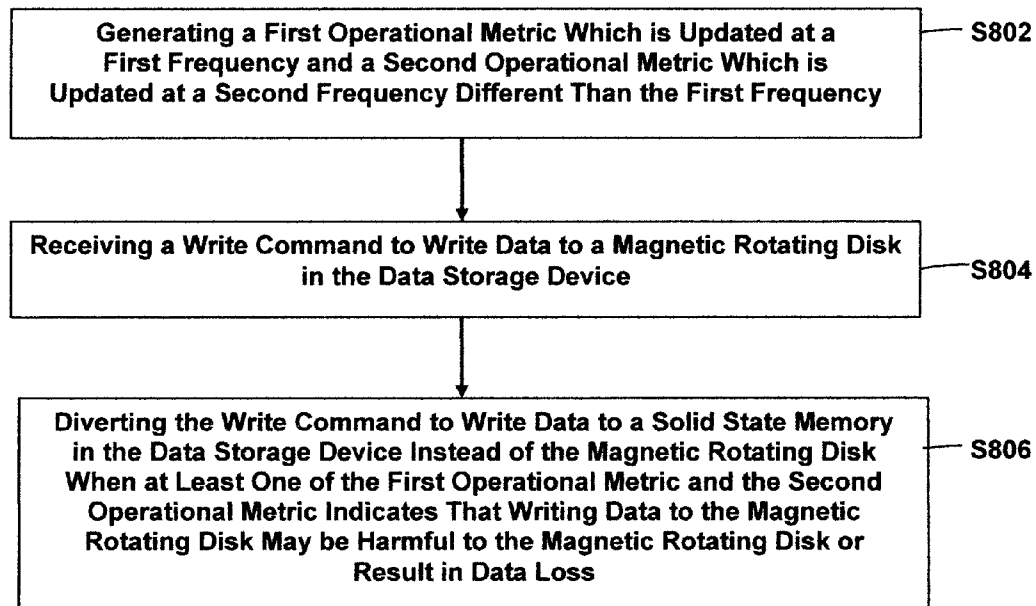 Generating a First Operational Metric Which is Updated at a
First Frequency and a Second Operational Metric Which is
Updated at a Second Frequency Different Than the First Frequency
S802
Receiving a Write Command to Write Data to a Magnetic Rotating Disk
in the Data Storage Device
S804
Diverting the Write Command to Write Data to a Solid State Memory
in the Data Storage Device Instead of the Magnetic Rotating Disk
When at Least One of the First Operational Metric and the Second
Operational Metric Indicates That Writing Data to the Magnetic
Rotating Disk May be Harmful to the Magnetic Rotating Disk or
Result in Data Loss
S806